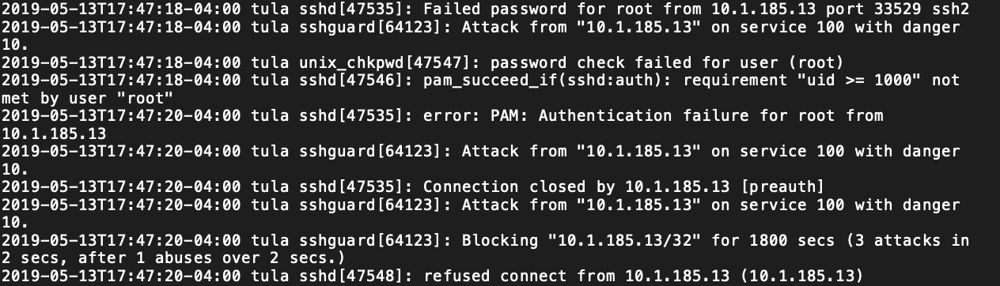 2019-05-13T17:47:18-04:00 tula sshd[47535]: Failed password for root from 10.1.185.13 port 33529 ssh2
2019-05-13T17:47:18-04:00 tula sshguard[64123]: Attack from "10.1.185.13" on service 100 with danger
10.
2019-05-13T17:47:18-04:00 tula unix_chkpwd[47547]: password check failed for user (root)
2019-05-13T17:47:18-04:00 tula sshd[47546]: pam_succeed_if(sshd:auth): requirement "uid >= 1000" not
met by user "root"
2019-05-13T17:47:20-04:00 tula sshd[47535]: error: PAM: Authentication failure for root from
10.1.185.13
2019-05-13T17:47:20-04:00 tula sshguard[64123]: Attack from "10.1.185.13" on service 100 with danger
10.
2019-05-13T17:47:20-04:00 tula sshd[47535]: Connection closed by 10.1.185.13 [preauth]
2019-05-13T17:47:20-04:00 tula sshguard[64123]: Attack from "10.1.185.13" on service 100 with danger
10.
2019-05-13T17:47:20-04:00 tula sshguard[64123]: Blocking "10.1.185.13/32" for 1800 secs (3 attacks in
2 secs, after 1 abuses over 2 secs.)
2019-05-13T17:47:20-04:00 tula sshd[47548]: refused connect from 10.1.185.13 (10.1.185.13)